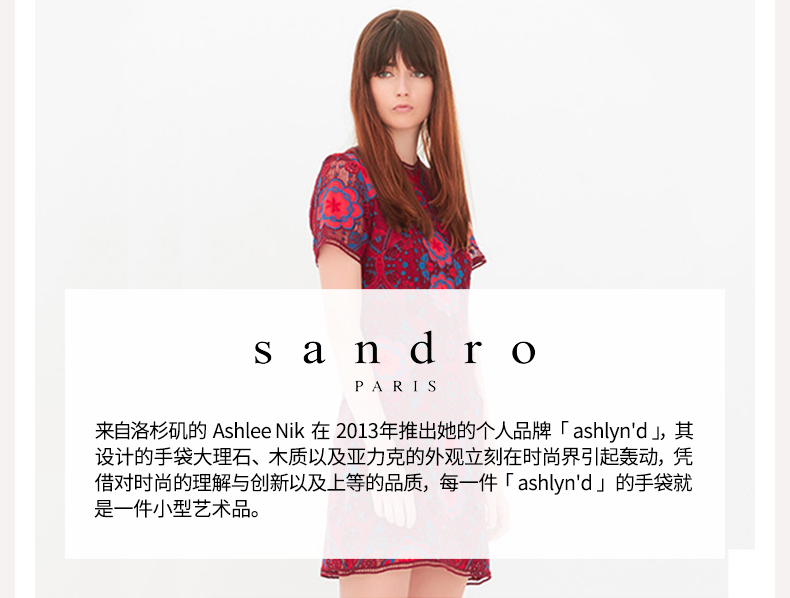 sandro
PARIS
来自洛杉矶的 Ashlee Nik 在 2013年推出她的个人品牌「 ashlyn'd 」，其
设计的手袋大理石、木质以及亚力克的外观立刻在时尚界引起轰动，凭
借对时尚的理解与创新以及上等的品质，每一件「 ashlyn'd 」的手袋就
是一件小型艺术品。